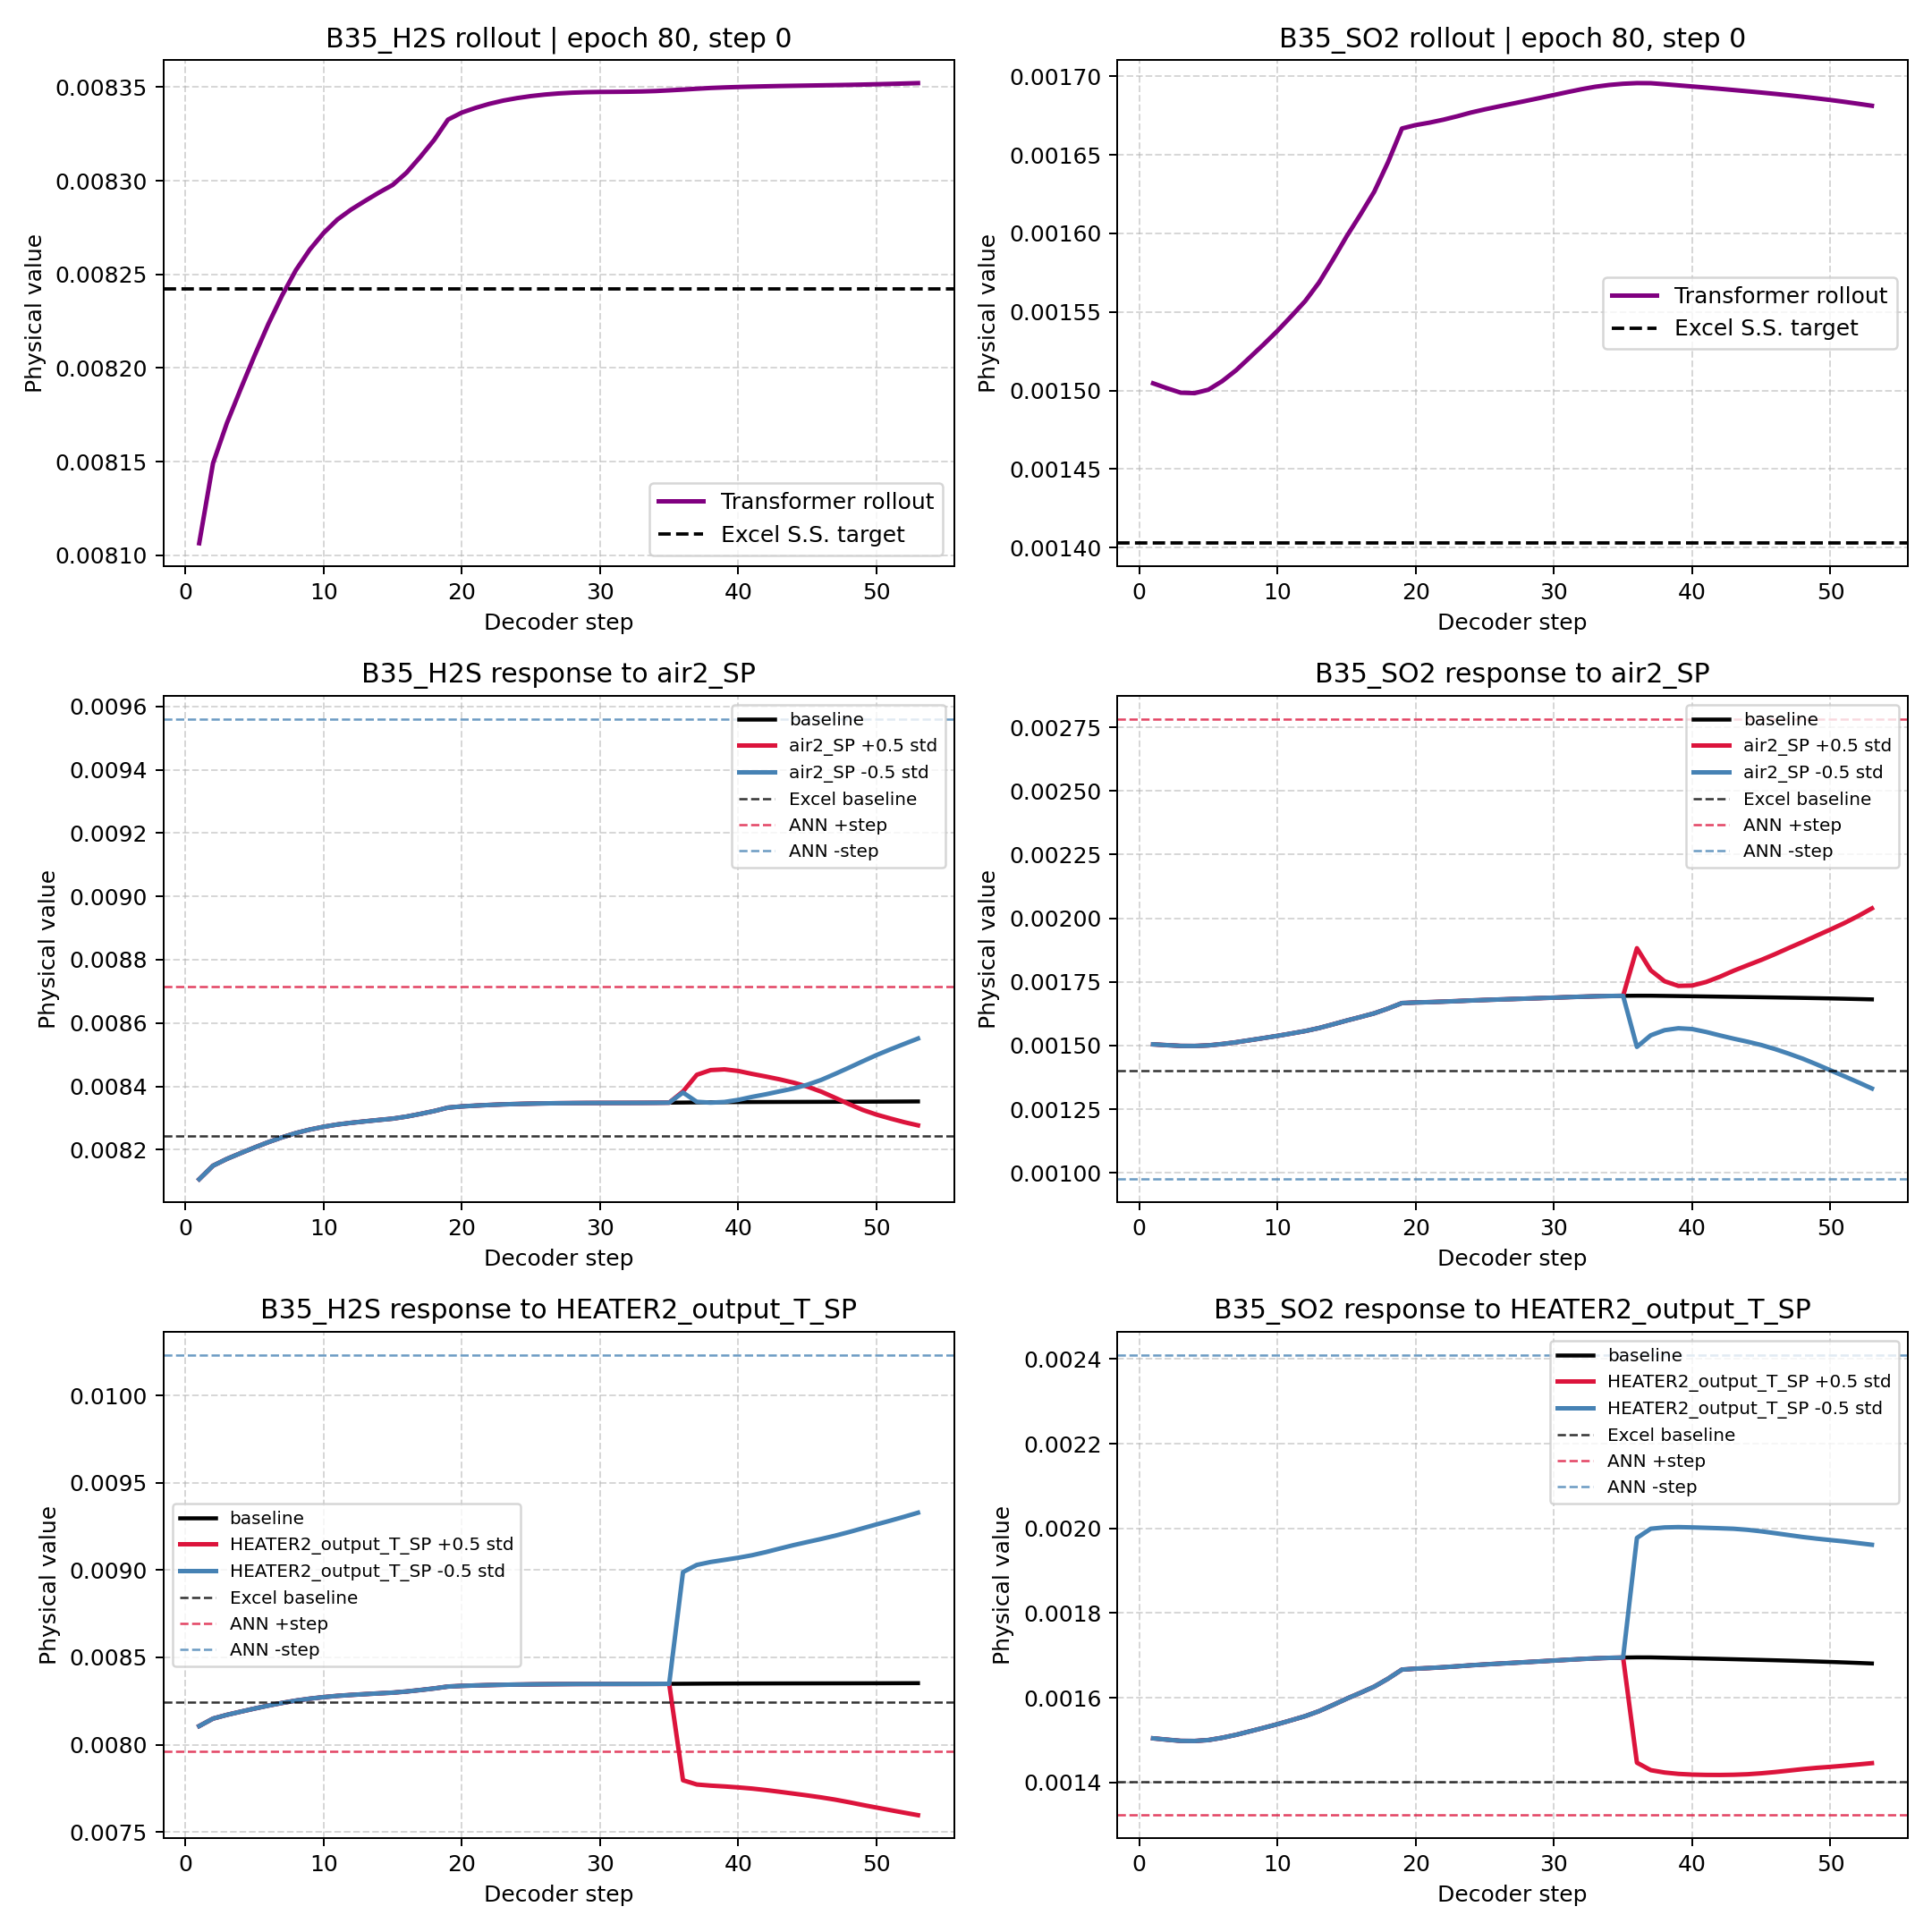 B35_H2S rollout | epoch 80, step 0
Physical value
0.00835
0.00830
0.00825
0.00820
0.00815
0.00810
Transformer rollout
Excel S.S. target
0 10 20 30 40 50
Decoder step
B35_SO2 rollout | epoch 80, step 0
Physical value
0.00170
0.00165
0.00160
0.00155
0.00150
0.00145
0.00140
Transformer rollout
Excel S.S. target
0 10 20 30 40 50
Decoder step
B35_H2S response to air2_SP
Physical value
0.0096
0.0094
0.0092
0.0090
0.0088
0.0086
0.0084
0.0082
baseline
air2_SP +0.5 std
air2_SP -0.5 std
Excel baseline
ANN +step
ANN -step
0 10 20 30 40 50
Decoder step
B35_SO2 response to air2_SP
Physical value
0.00275
0.00250
0.00225
0.00200
0.00175
0.00150
0.00125
0.00100
baseline
air2_SP +0.5 std
air2_SP -0.5 std
Excel baseline
ANN +step
ANN -step
0 10 20 30 40 50
Decoder step
B35_H2S response to HEATER2_output_T_SP
Physical value
0.0100
0.0095
0.0090
0.0085
0.0080
0.0075
baseline
HEATER2_output_T_SP +0.5 std
HEATER2_output_T_SP -0.5 std
Excel baseline
ANN +step
ANN -step
0 10 20 30 40 50
Decoder step
B35_SO2 response to HEATER2_output_T_SP
Physical value
0.0024
0.0022
0.0020
0.0018
0.0016
0.0014
baseline
HEATER2_output_T_SP +0.5 std
HEATER2_output_T_SP -0.5 std
Excel baseline
ANN +step
ANN -step
0 10 20 30 40 50
Decoder step